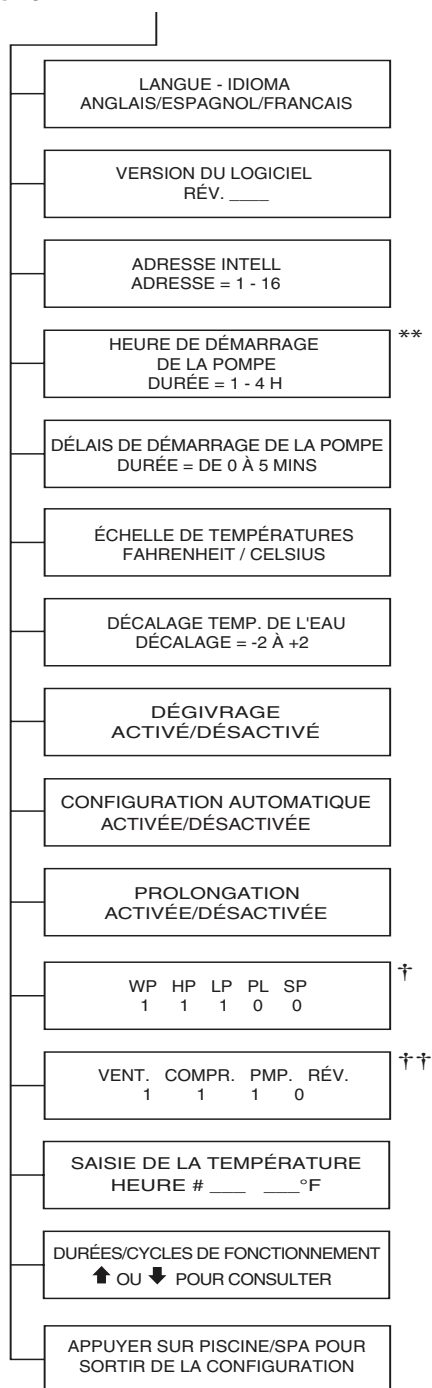 LANGUE - IDIOMA
ANGLAIS/ESPAGNOL/FRANCAIS
VERSION DU LOGICIEL
RÉV. ____
ADRESSE INTELL
ADRESSE = 1 - 16
HEURE DE DÉMARRAGE
DE LA POMPE
DURÉE = 1 - 4 H
**
DÉLAIS DE DÉMARRAGE DE LA POMPE
DURÉE = DE 0 À 5 MINS
ÉCHELLE DE TEMPÉRATURES
FAHRENHEIT / CELSIUS
DÉCALAGE TEMP. DE L'EAU
DÉCALAGE = -2 À +2
DÉGIVRAGE
ACTIVÉ/DÉSACTIVÉ
CONFIGURATION AUTOMATIQUE
ACTIVÉE/DÉSACTIVÉE
PROLONGATION
ACTIVÉE/DÉSACTIVÉE
WP HP LP PL SP
1 1 1 0 0
†
VENT. COMPR. PMP. RÉV.
1 1 1 0
††
SAISIE DE LA TEMPÉRATURE
HEURE # ___ ___°F
DURÉES/CYCLES DE FONCTIONNEMENT
⬆ OU ⬇ POUR CONSULTER
APPUYER SUR PISCINE/SPA POUR
SORTIR DE LA CONFIGURATION